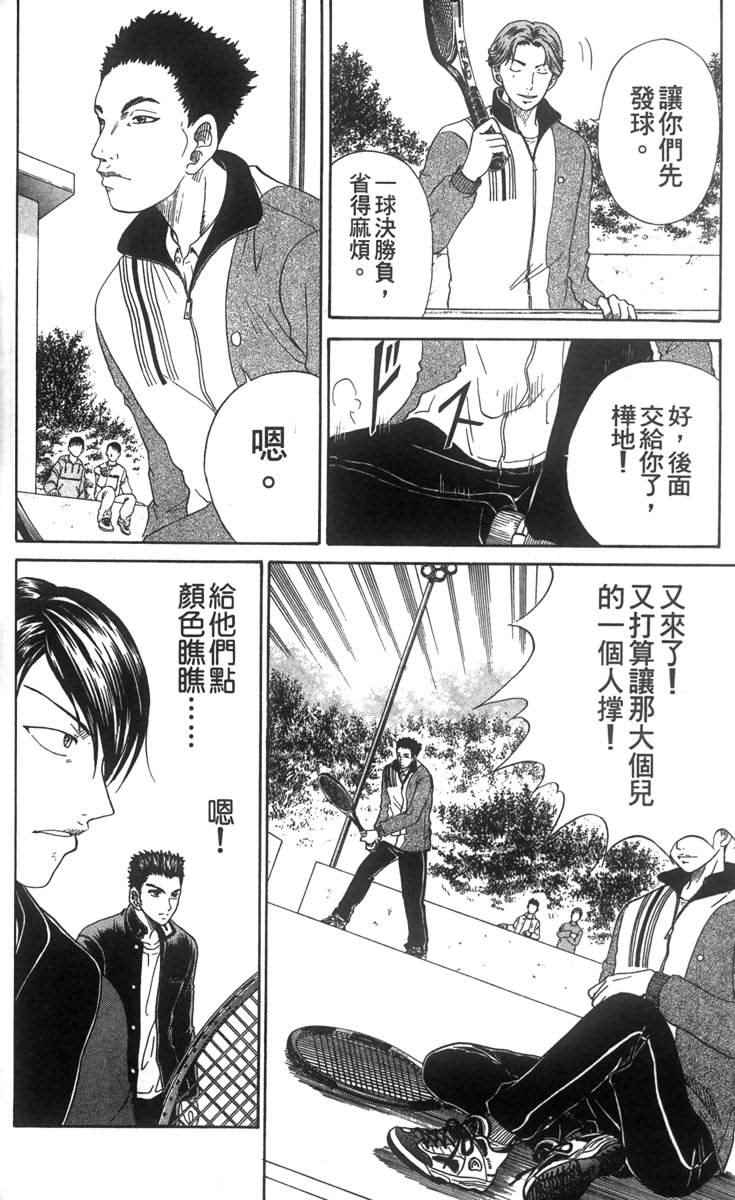 讓你們先
發球。
一球決勝負，
省得麻煩。
嗯。
好，後面
交給你了，
樺地！
又來了！
又打算讓那大個兒
的一個人撐！
給他們點
顏色瞧瞧……
嗯！